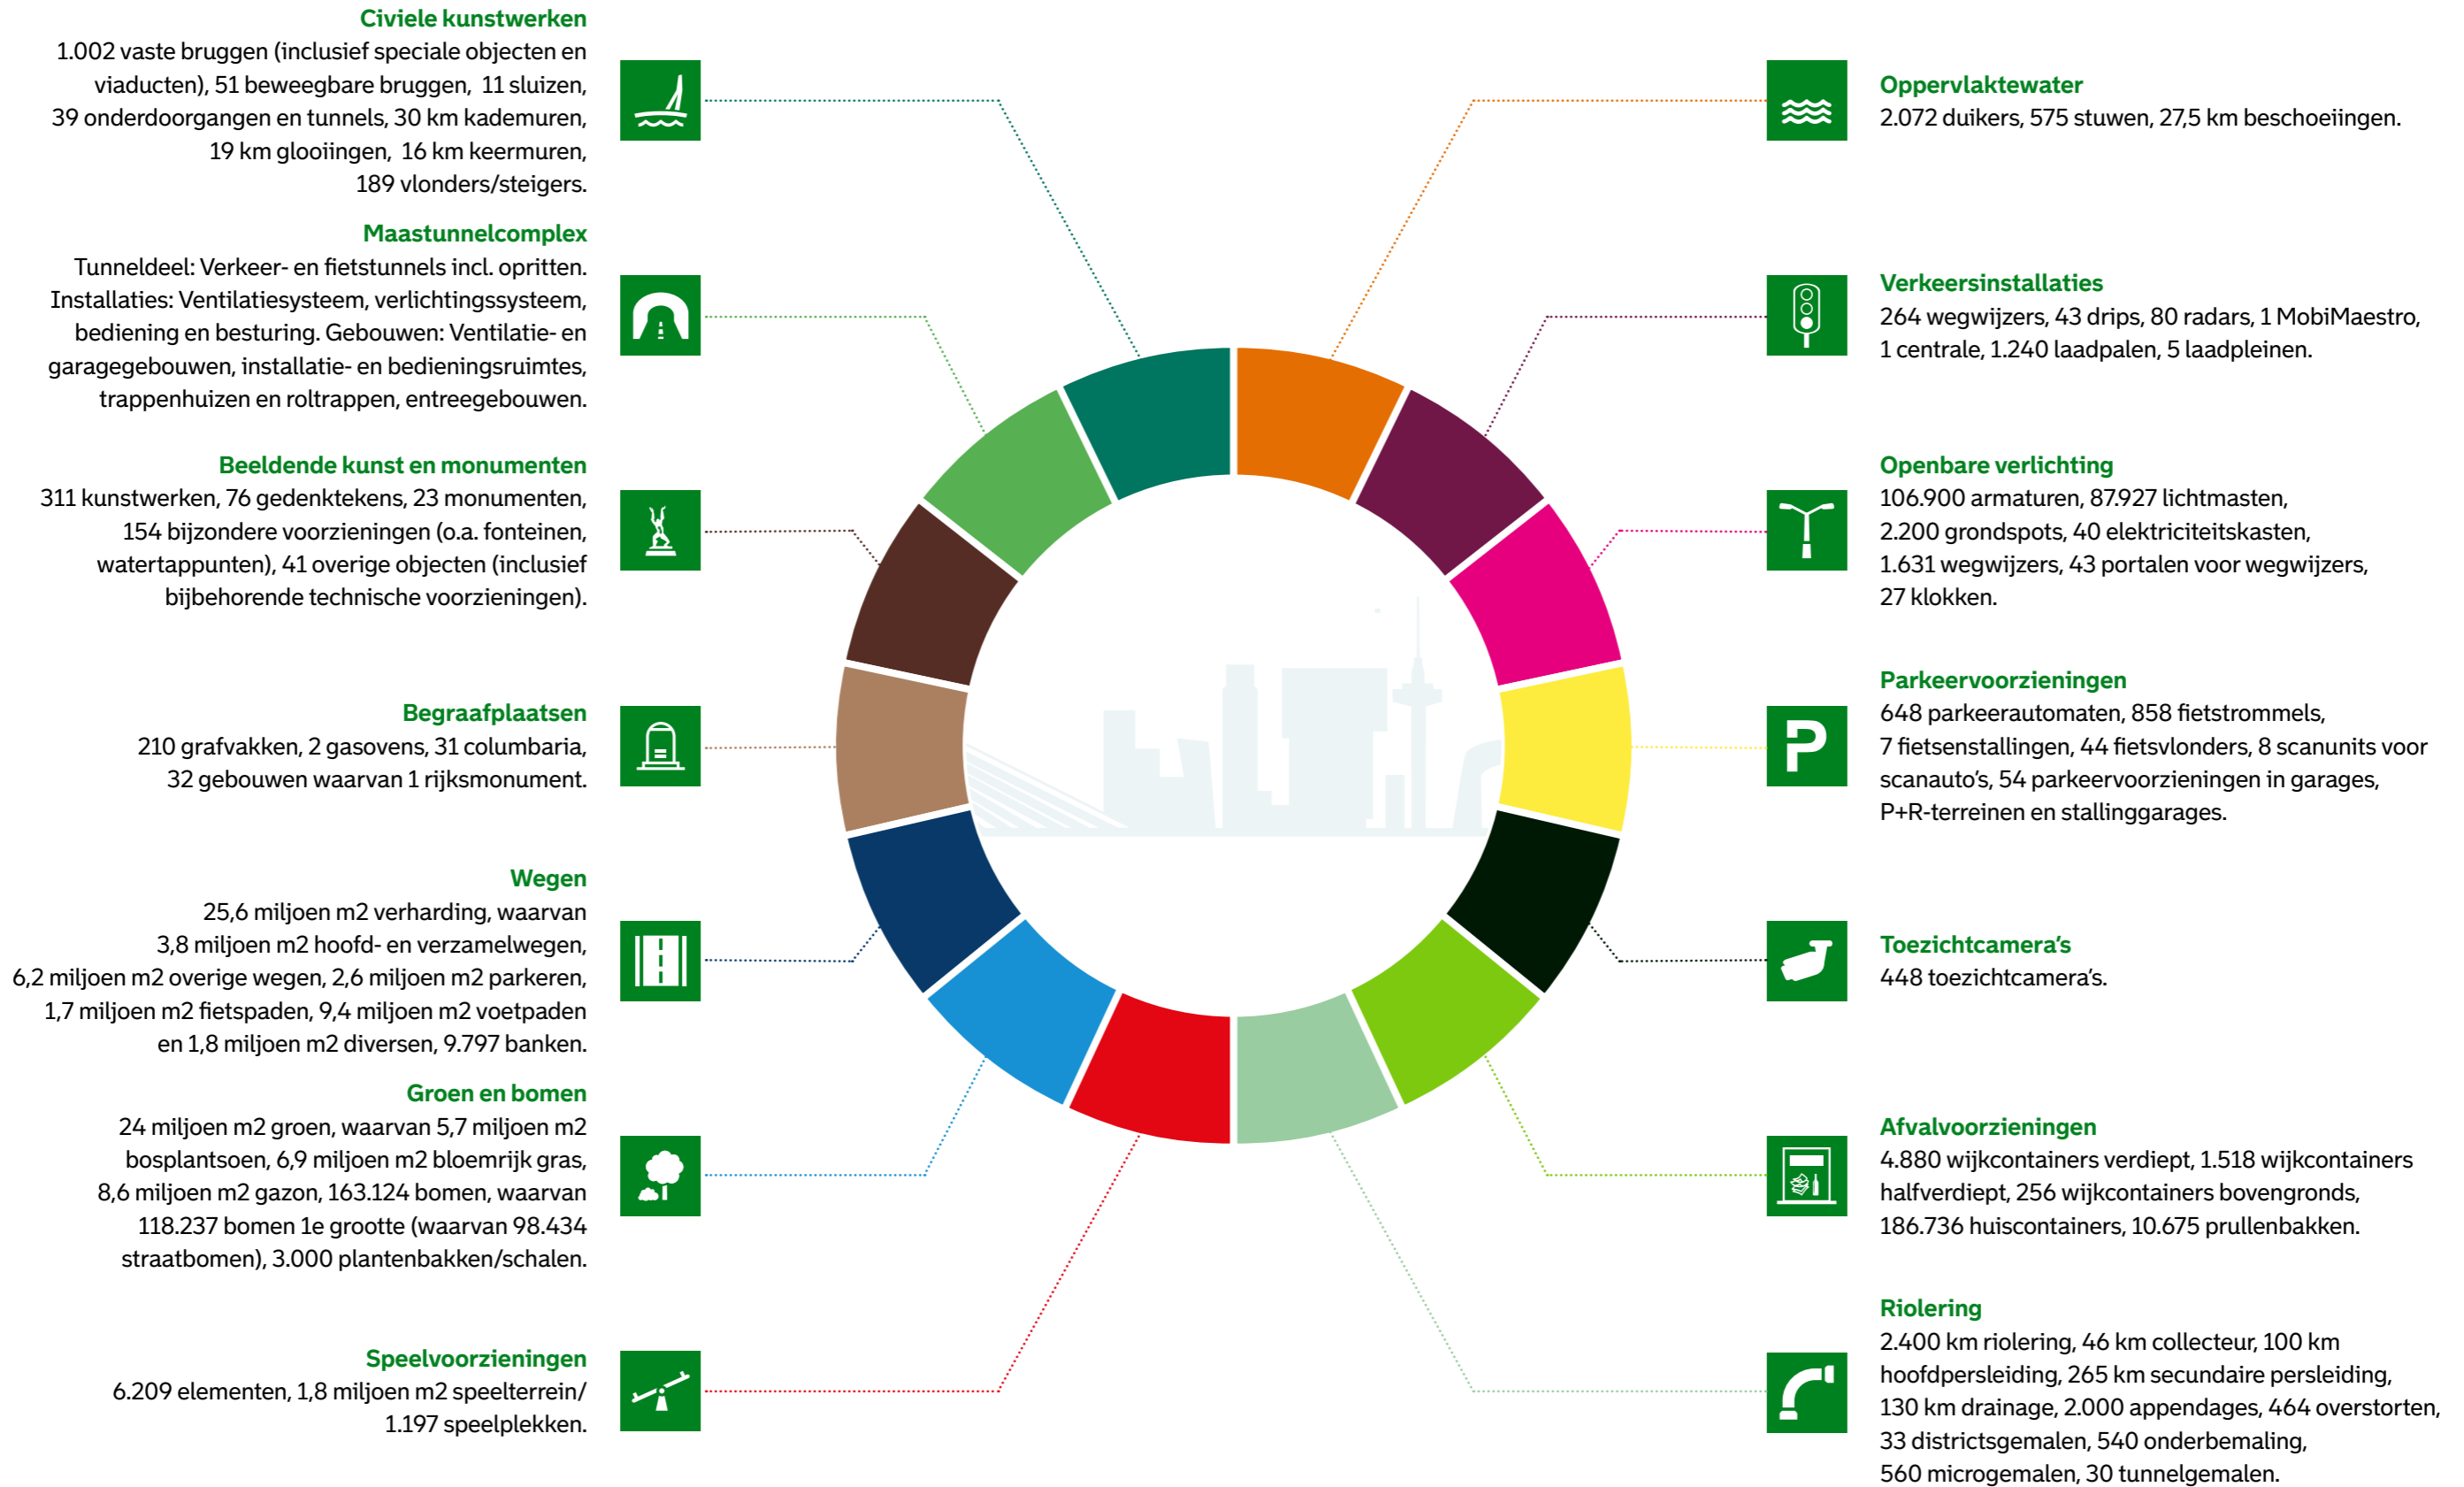 Civiele kunstwerken
1.002 vaste bruggen (inclusief speciale objecten en
viaducten), 51 beweegbare bruggen, 11 sluizen,
39 onderdoorgangen en tunnels, 30 km kademuren,
19 km glooiingen, 16 km keermuren,
189 vlonders/steigers.
Maastunnelcomplex
Tunneldeel: Verkeer- en fietstunnels incl. opritten.
Installaties: Ventilatiesysteem, verlichtingssysteem,
bediening en besturing. Gebouwen: Ventilatie- en
garagegebouwen, installatie- en bedieningsruimtes,
trappenhuizen en roltrappen, entreegebouwen.
Beeldende kunst en monumenten
311 kunstwerken, 76 gedenktekens, 23 monumenten,
154 bijzondere voorzieningen (o.a. fonteinen,
watertappunten), 41 overige objecten (inclusief
bijbehorende technische voorzieningen).
Begraafplaatsen
210 grafvakken, 2 gasovens, 31 columbaria,
32 gebouwen waarvan 1 rijksmonument.
Wegen
25,6 miljoen m2 verharding, waarvan
3,8 miljoen m2 hoofd- en verzamelwegen,
6,2 miljoen m2 overige wegen, 2,6 miljoen m2 parkeren,
1,7 miljoen m2 fietspaden, 9,4 miljoen m2 voetpaden
en 1,8 miljoen m2 diversen, 9.797 banken.
Groen en bomen
24 miljoen m2 groen, waarvan 5,7 miljoen m2
bosplantsoen, 6,9 miljoen m2 bloemrijk gras,
8,6 miljoen m2 gazon, 163.124 bomen, waarvan
118.237 bomen 1e grootte (waarvan 98.434
straatbomen), 3.000 plantenbakken/schalen.
Speelvoorzieningen
6.209 elementen, 1,8 miljoen m2 speelterrein/
1.197 speelplekken.
Oppervlaktewater
2.072 duikers, 575 stuwen, 27,5 km beschoeiingen.
Verkeersinstallaties
264 wegwijzers, 43 drips, 80 radars, 1 MobiMaestro,
1 centrale, 1.240 laadpalen, 5 laadpleinen.
Openbare verlichting
106.900 armaturen, 87.927 lichtmasten,
2.200 grondspots, 40 elektriciteitskasten,
1.631 wegwijzers, 43 portalen voor wegwijzers,
27 klokken.
Parkeervoorzieningen
648 parkeerautomaten, 858 fietstrommels,
7 fietsenstallingen, 44 fietsvlonders, 8 scanunits voor
scanauto's, 54 parkeervoorzieningen in garages,
P+R-terreinen en stallinggarages.
P
Toezichtcamera's
448 toezichtcamera's.
Afvalvoorzieningen
4.880 wijkcontainers verdiept, 1.518 wijkcontainers
halfverdiept, 256 wijkcontainers bovengronds,
186.736 huiscontainers, 10.675 prullenbakken.
Riolering
2.400 km riolering, 46 km collecteur, 100 km
hoofdpersleiding, 265 km secundaire persleiding,
130 km drainage, 2.000 appendages, 464 overstorten,
33 districtsgemalen, 540 onderbemaling,
560 microgemalen, 30 tunnelgemalen.